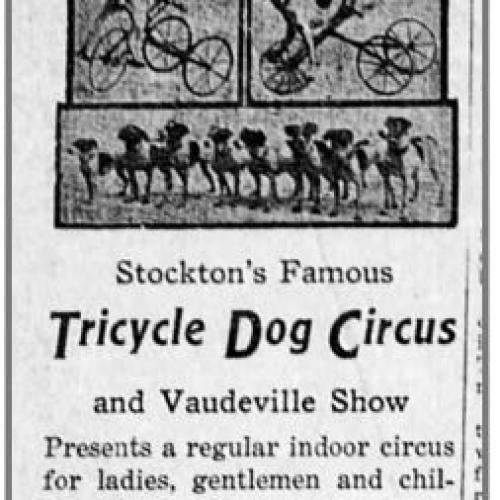 Stockton's Famous
Tricycle Dog Circus
and Vaudeville Show
Presents a regular indoor circus
for ladies, gentlemen and chil-